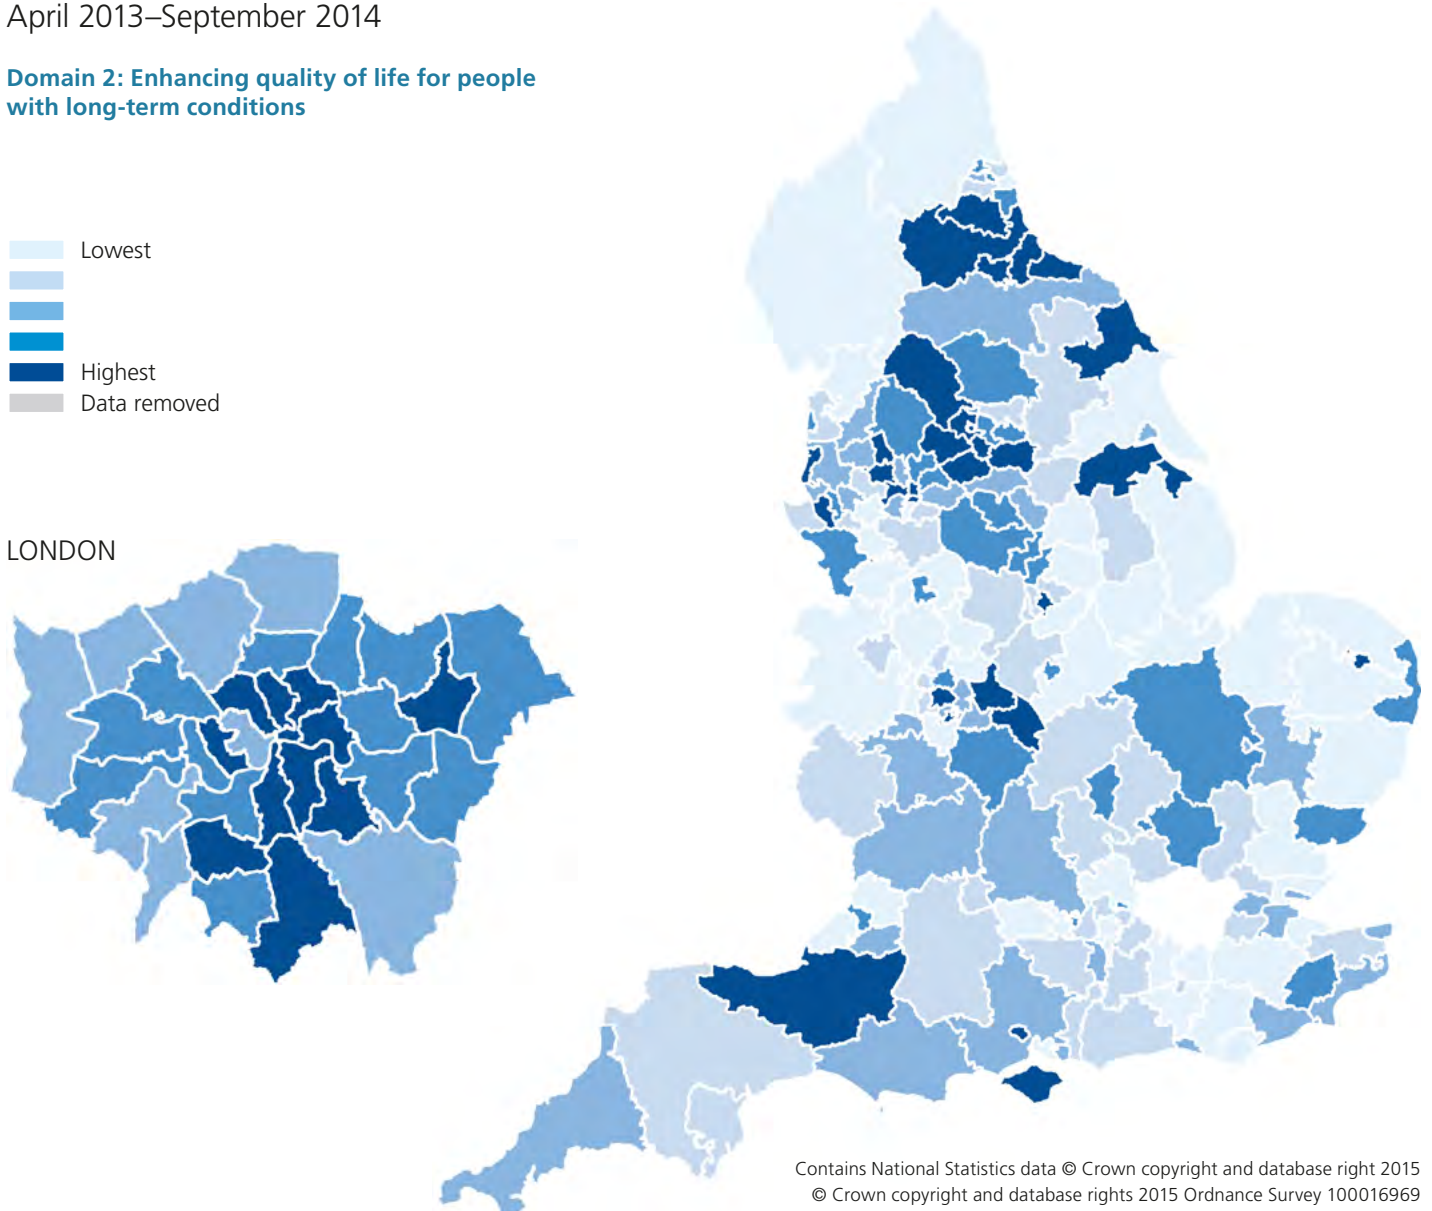 April 2013–September 2014
Domain 2: Enhancing quality of life for people
with long-term conditions
Lowest
Highest
Data removed
LONDON
Contains National Statistics data © Crown copyright and database right 2015
© Crown copyright and database rights 2015 Ordnance Survey 100016969